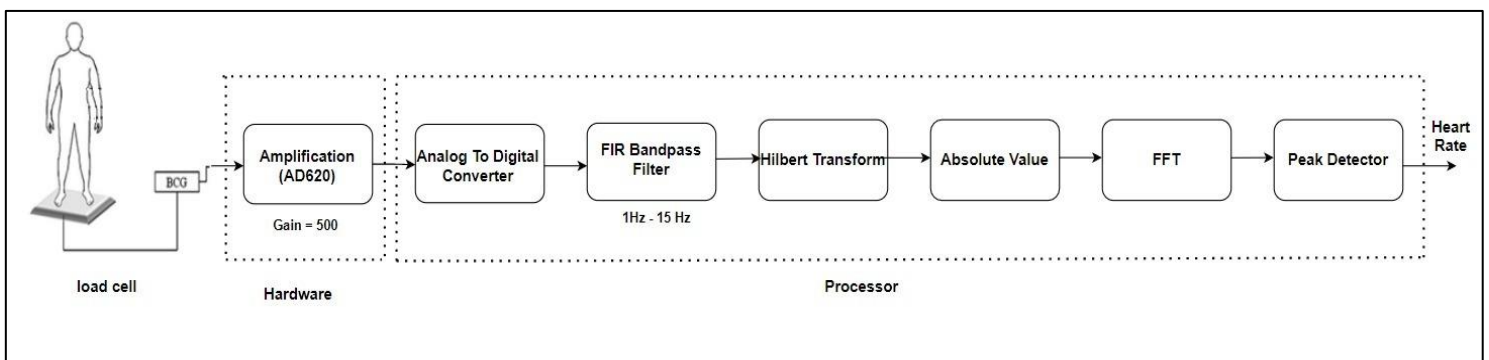 BCG
load cell
Amplification
(AD620)
Gain = 500
Hardware
Analog To Digital
Converter
FIR Bandpass
Filter
1Hz - 15 Hz
Hilbert Transform
Absolute Value
FFT
Peak Detector
Heart
Rate
Processor